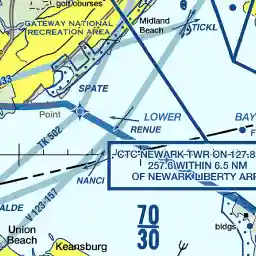 golf courses
GATEWAY NATIONAL
RECREATION AREA
Midland
Beach
TICKL
SPATE
Point
LOWER
BAY
RENUE
TK 502
CTC NEWARK TWR ON 127.8
257.6 WITHIN 6.5 NM
OF NEWARK LIBERTY ARP
NANCI
V 123-157
ALDE
70
30
bldgs
Union
Beach
Keansburg